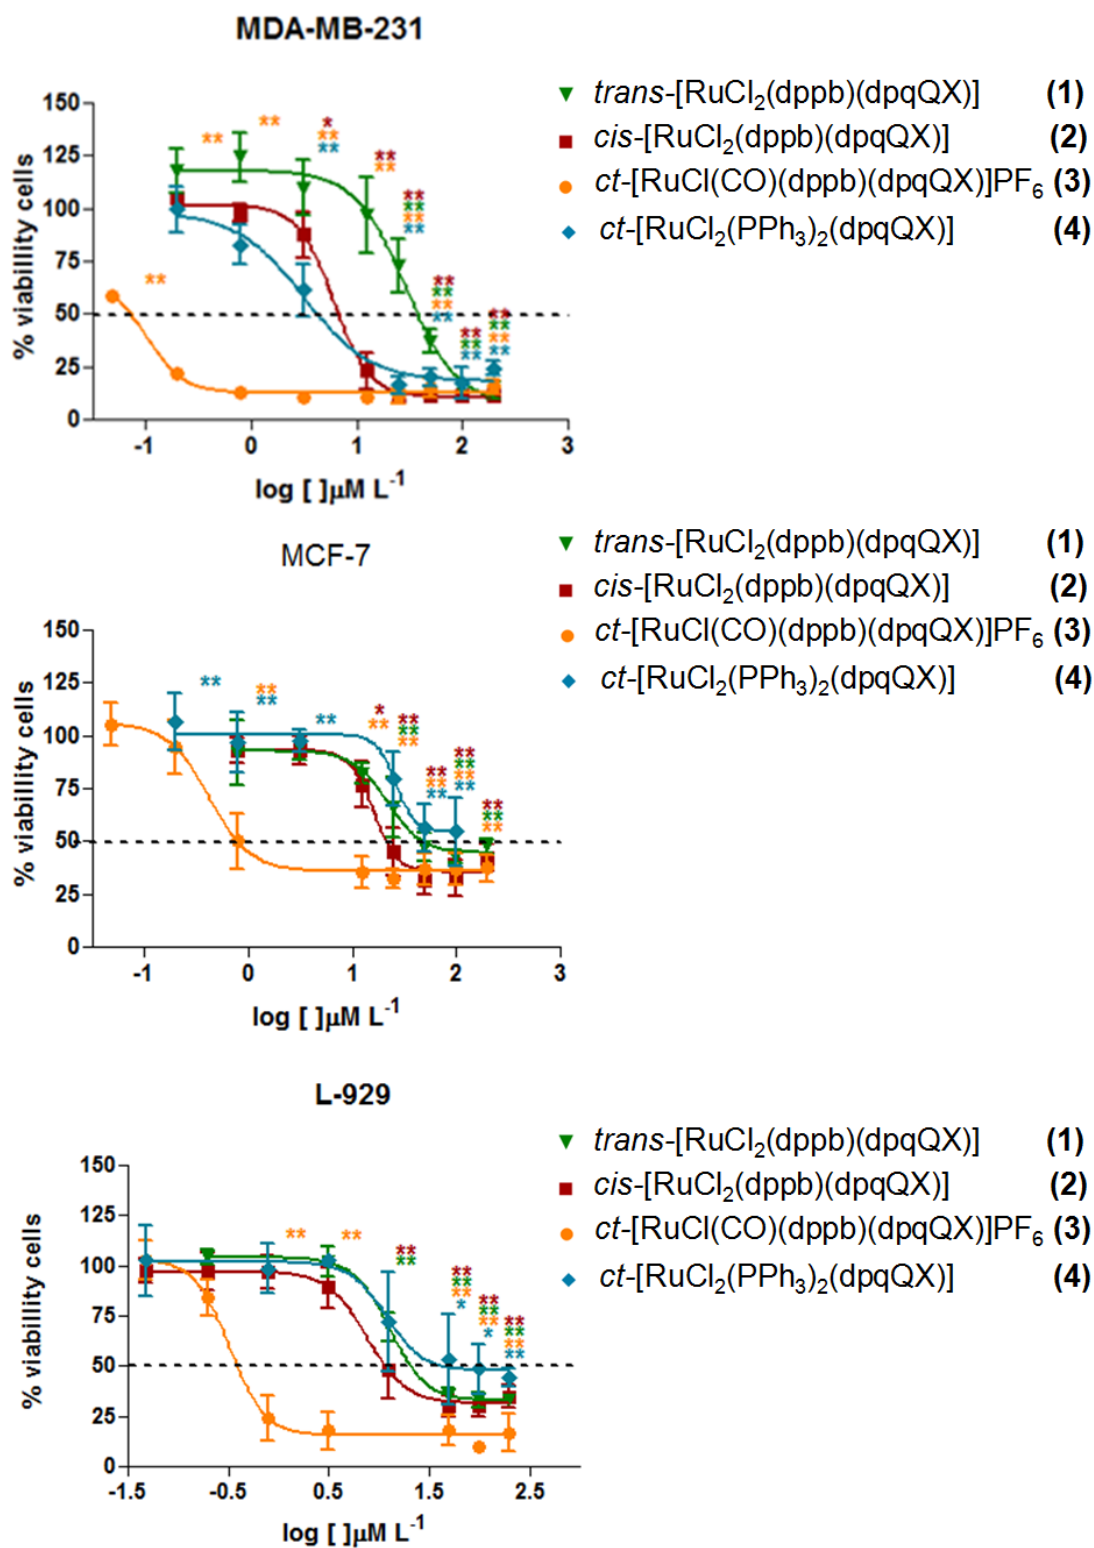 MDA-MB-231
150
125
100
75
50
25
0
% viabillity cells
-1 0 1 2 3
log [ ]µM L⁻¹
** ** * ** ** ** ** ** ** ** ** ** ** ** ** ** ** ** ** ** ** ** ** ** **
trans-[RuCl₂(dppb)(dpqQX)] (1)
cis-[RuCl₂(dppb)(dpqQX)] (2)
ct-[RuCl(CO)(dppb)(dpqQX)]PF₆ (3)
ct-[RuCl₂(PPh₃)₂(dpqQX)] (4)
MCF-7
150
125
100
75
50
25
0
% viabillity cells
-1 0 1 2 3
log [ ]µM L⁻¹
** ** ** ** * ** ** ** ** ** ** ** ** ** ** ** ** ** **
trans-[RuCl₂(dppb)(dpqQX)] (1)
cis-[RuCl₂(dppb)(dpqQX)] (2)
ct-[RuCl(CO)(dppb)(dpqQX)]PF₆ (3)
ct-[RuCl₂(PPh₃)₂(dpqQX)] (4)
L-929
150
125
100
75
50
25
0
% viabillity cells
-1.5 -0.5 0.5 1.5 2.5
log [ ]µM L⁻¹
** ** ** ** ** ** ** * ** ** ** * ** ** ** **
trans-[RuCl₂(dppb)(dpqQX)] (1)
cis-[RuCl₂(dppb)(dpqQX)] (2)
ct-[RuCl(CO)(dppb)(dpqQX)]PF₆ (3)
ct-[RuCl₂(PPh₃)₂(dpqQX)] (4)